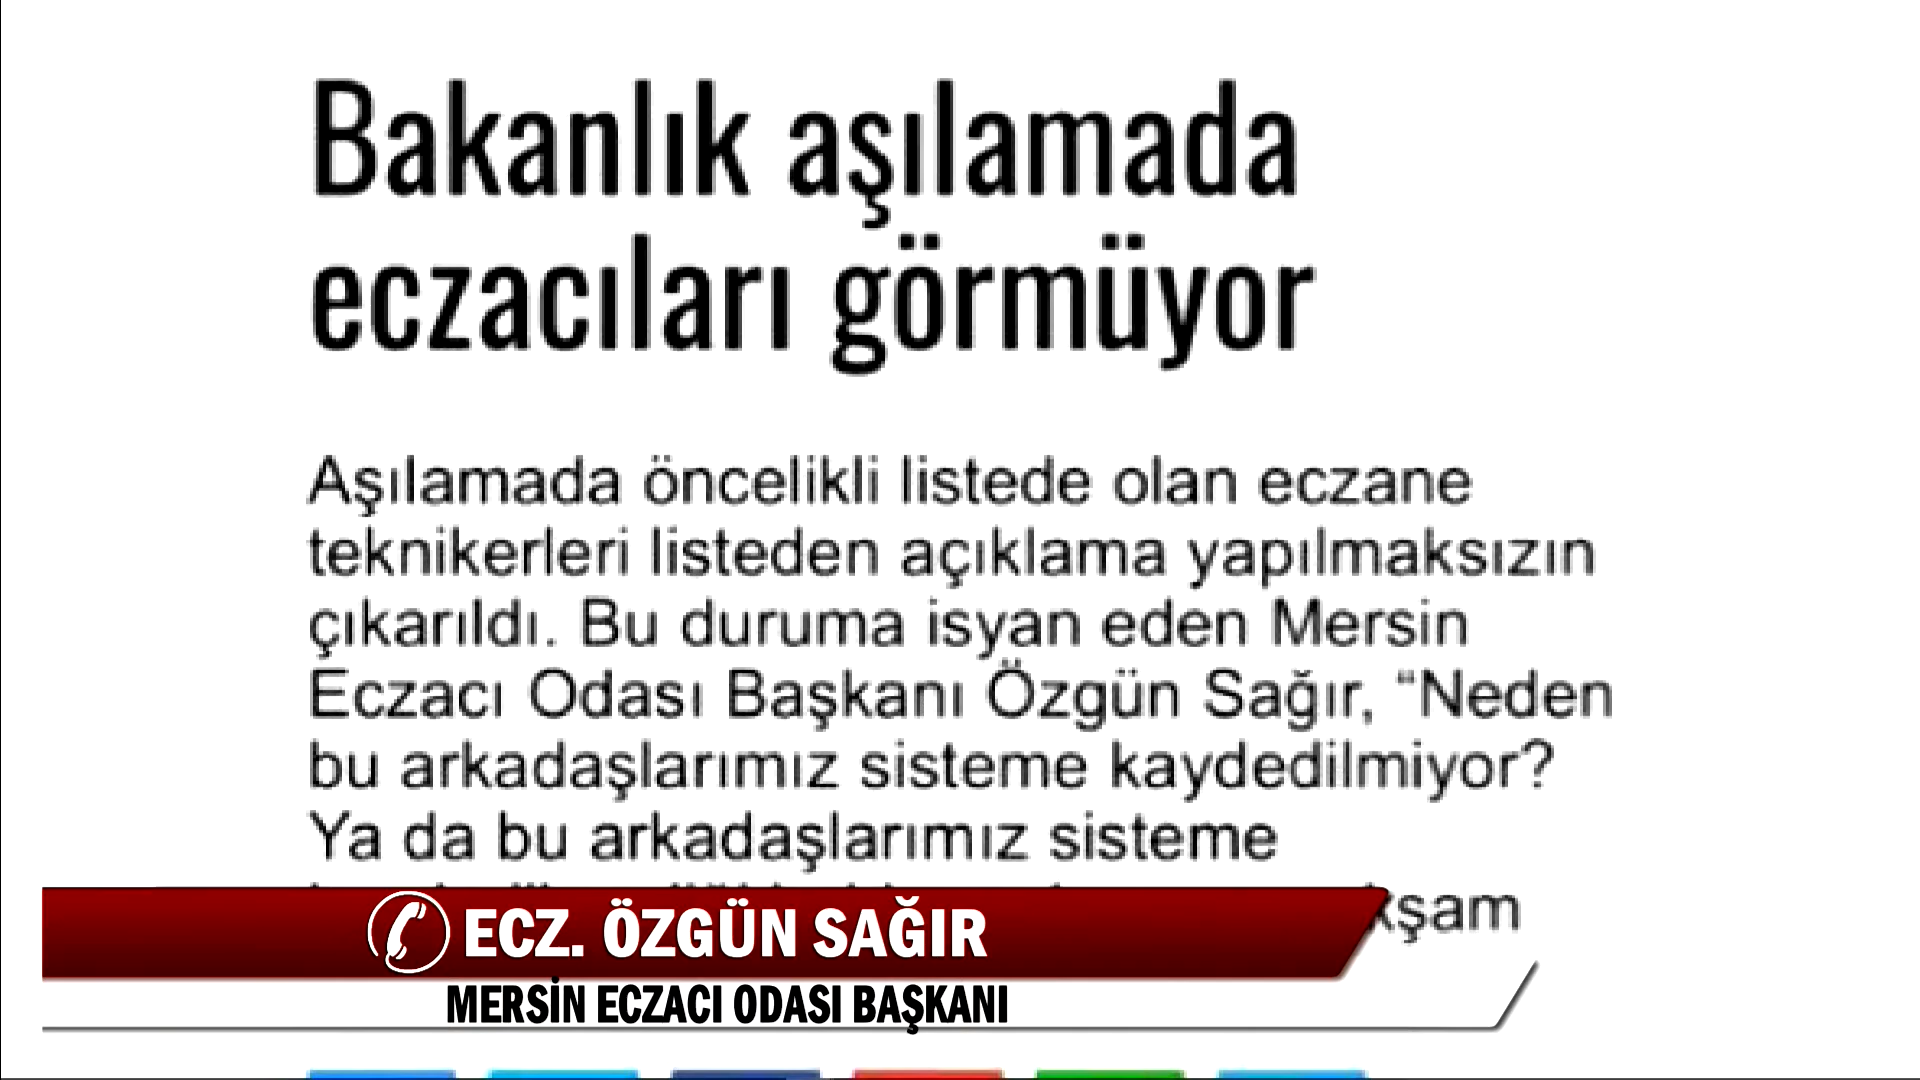 Bakanlık aşılamada
eczacıları görmüyor
Aşılamada öncelikli listede olan eczane
teknikerleri listeden açıklama yapılmaksızın
çıkarıldı. Bu duruma isyan eden Mersin
Eczacı Odası Başkanı Özgün Sağır, “Neden
bu arkadaşlarımız sisteme kaydedilmiyor?
Ya da bu arkadaşlarımız sisteme
ECZ. ÖZGÜN SAĞIR
MERSİN ECZACI ODASI BAŞKANI